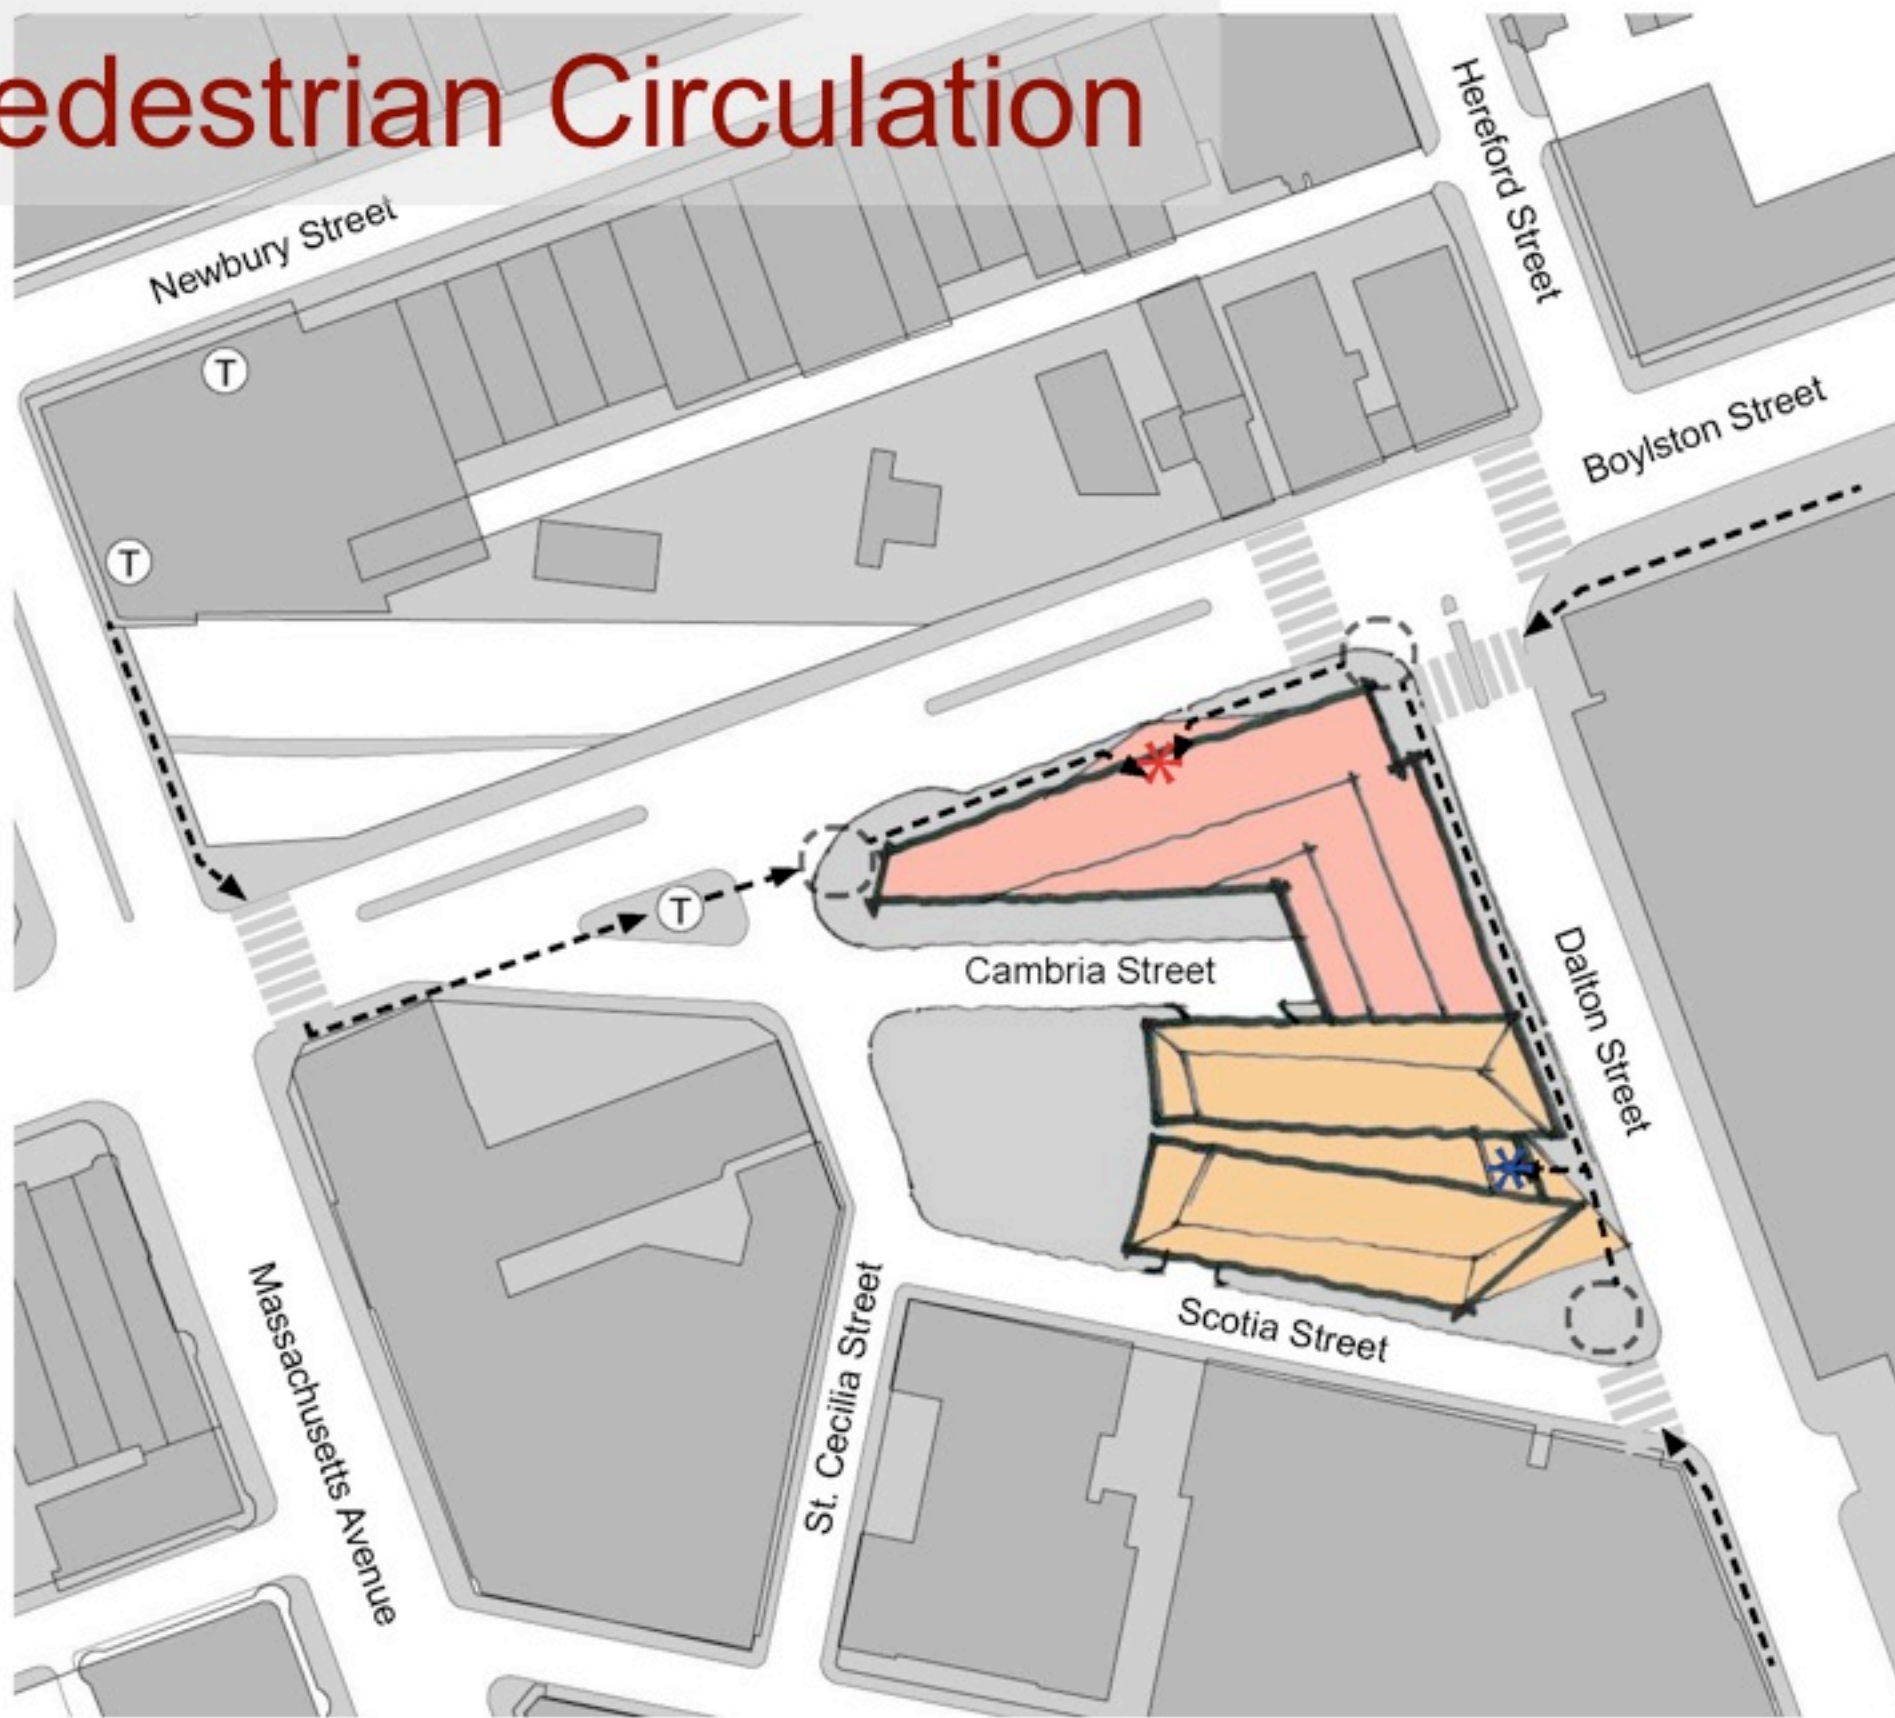 edestrian Circulation
Hereford Street
Newbury Street
T
Boylston Street
T
T
Cambria Street
Dalton Street
Massachusetts Avenue
St. Cecilia Street
Scotia Street